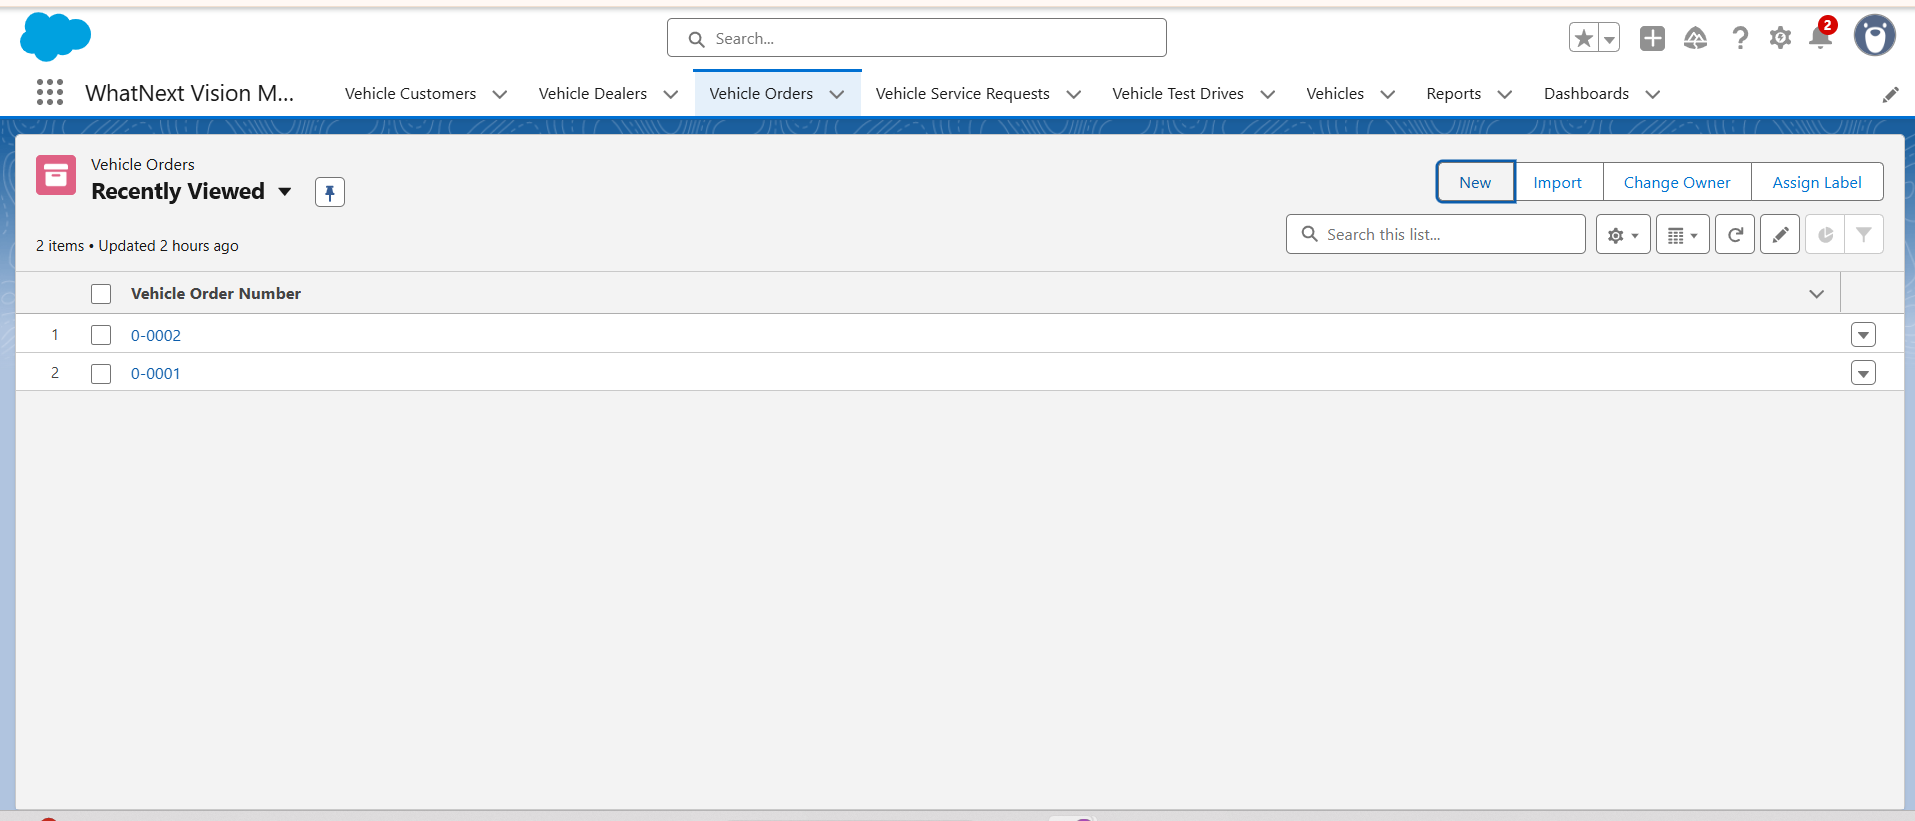 Search...
2
WhatNext Vision M...
Vehicle Customers
Vehicle Dealers
Vehicle Orders
Vehicle Service Requests
Vehicle Test Drives
Vehicles
Reports
Dashboards
Vehicle Orders
Recently Viewed
New
Import
Change Owner
Assign Label
2 items • Updated 2 hours ago
Search this list...
Vehicle Order Number
1
0-0002
2
0-0001